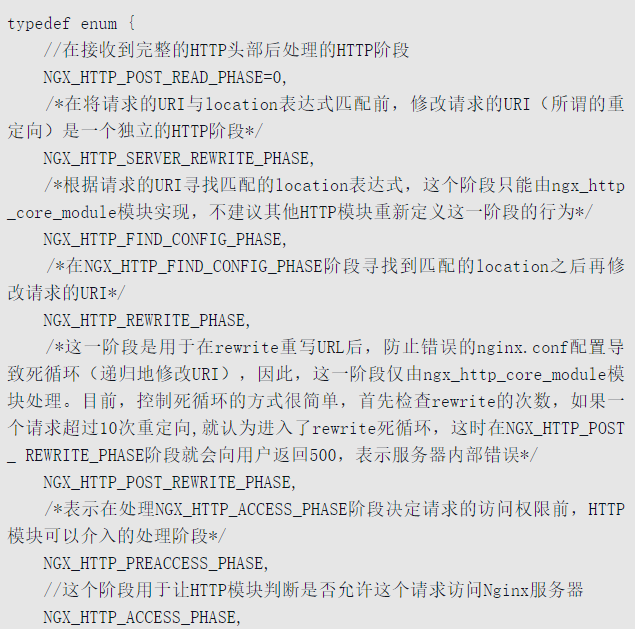 typedef enum {
//在接收到完整的HTTP头部后处理的HTTP阶段
NGX_HTTP_POST_READ_PHASE=0,
/*在将请求的URI与location表达式匹配前，修改请求的URI（所谓的重
定向）是一个独立的HTTP阶段*/
NGX_HTTP_SERVER_REWRITE_PHASE,
/*根据请求的URI寻找匹配的location表达式，这个阶段只能由ngx_http
_core_module模块实现，不建议其他HTTP模块重新定义这一阶段的行为*/
NGX_HTTP_FIND_CONFIG_PHASE,
/*在NGX_HTTP_FIND_CONFIG_PHASE阶段寻找到匹配的location之后再修
改请求的URI*/
NGX_HTTP_REWRITE_PHASE,
/*这一阶段是用于在rewrite重写URL后，防止错误的nginx.conf配置导
致死循环（递归地修改URI），因此，这一阶段仅由ngx_http_core_module模
块处理。目前，控制死循环的方式很简单，首先检查rewrite的次数，如果一
个请求超过10次重定向,就认为进入了rewrite死循环，这时在NGX_HTTP_POST
_ REWRITE_PHASE阶段就会向用户返回500，表示服务器内部错误*/
NGX_HTTP_POST_REWRITE_PHASE,
/*表示在处理NGX_HTTP_ACCESS_PHASE阶段决定请求的访问权限前，HTTP
模块可以介入的处理阶段*/
NGX_HTTP_PREACCESS_PHASE,
//这个阶段用于让HTTP模块判断是否允许这个请求访问Nginx服务器
NGX_HTTP_ACCESS_PHASE,